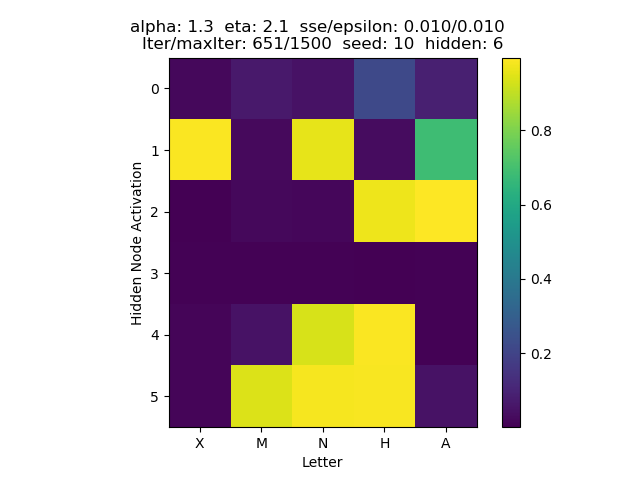 alpha: 1.3  eta: 2.1  sse/epsilon: 0.010/0.010
Iter/maxIter: 651/1500  seed: 10  hidden: 6
Hidden Node Activation
0
1
2
3
4
5
X M N H A
Letter
0.8
0.6
0.4
0.2